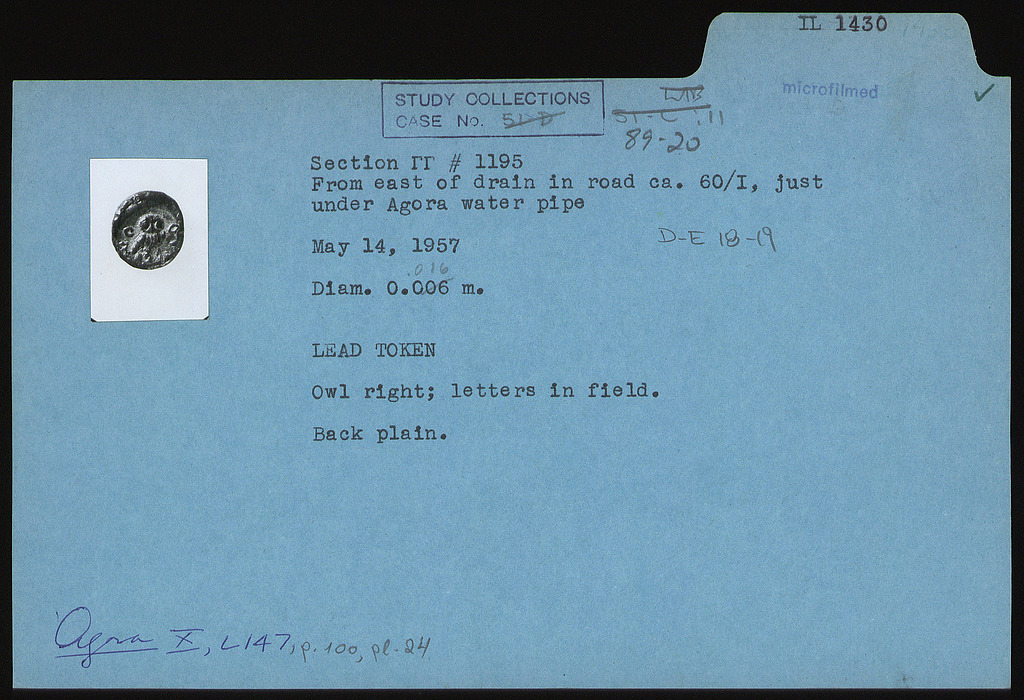 IL 1430
microfilmed ✓
STUDY COLLECTIONS
CASE No. 51-D
89-20
Section ΓΓ # 1195
From east of drain in road ca. 60/I, just
under Agora water pipe
D-E 18-19
May 14, 1957
.016
Diam. 0.006 m.
LEAD TOKEN
Owl right; letters in field.
Back plain.
Agora X, L147, p. 100, pl. 24